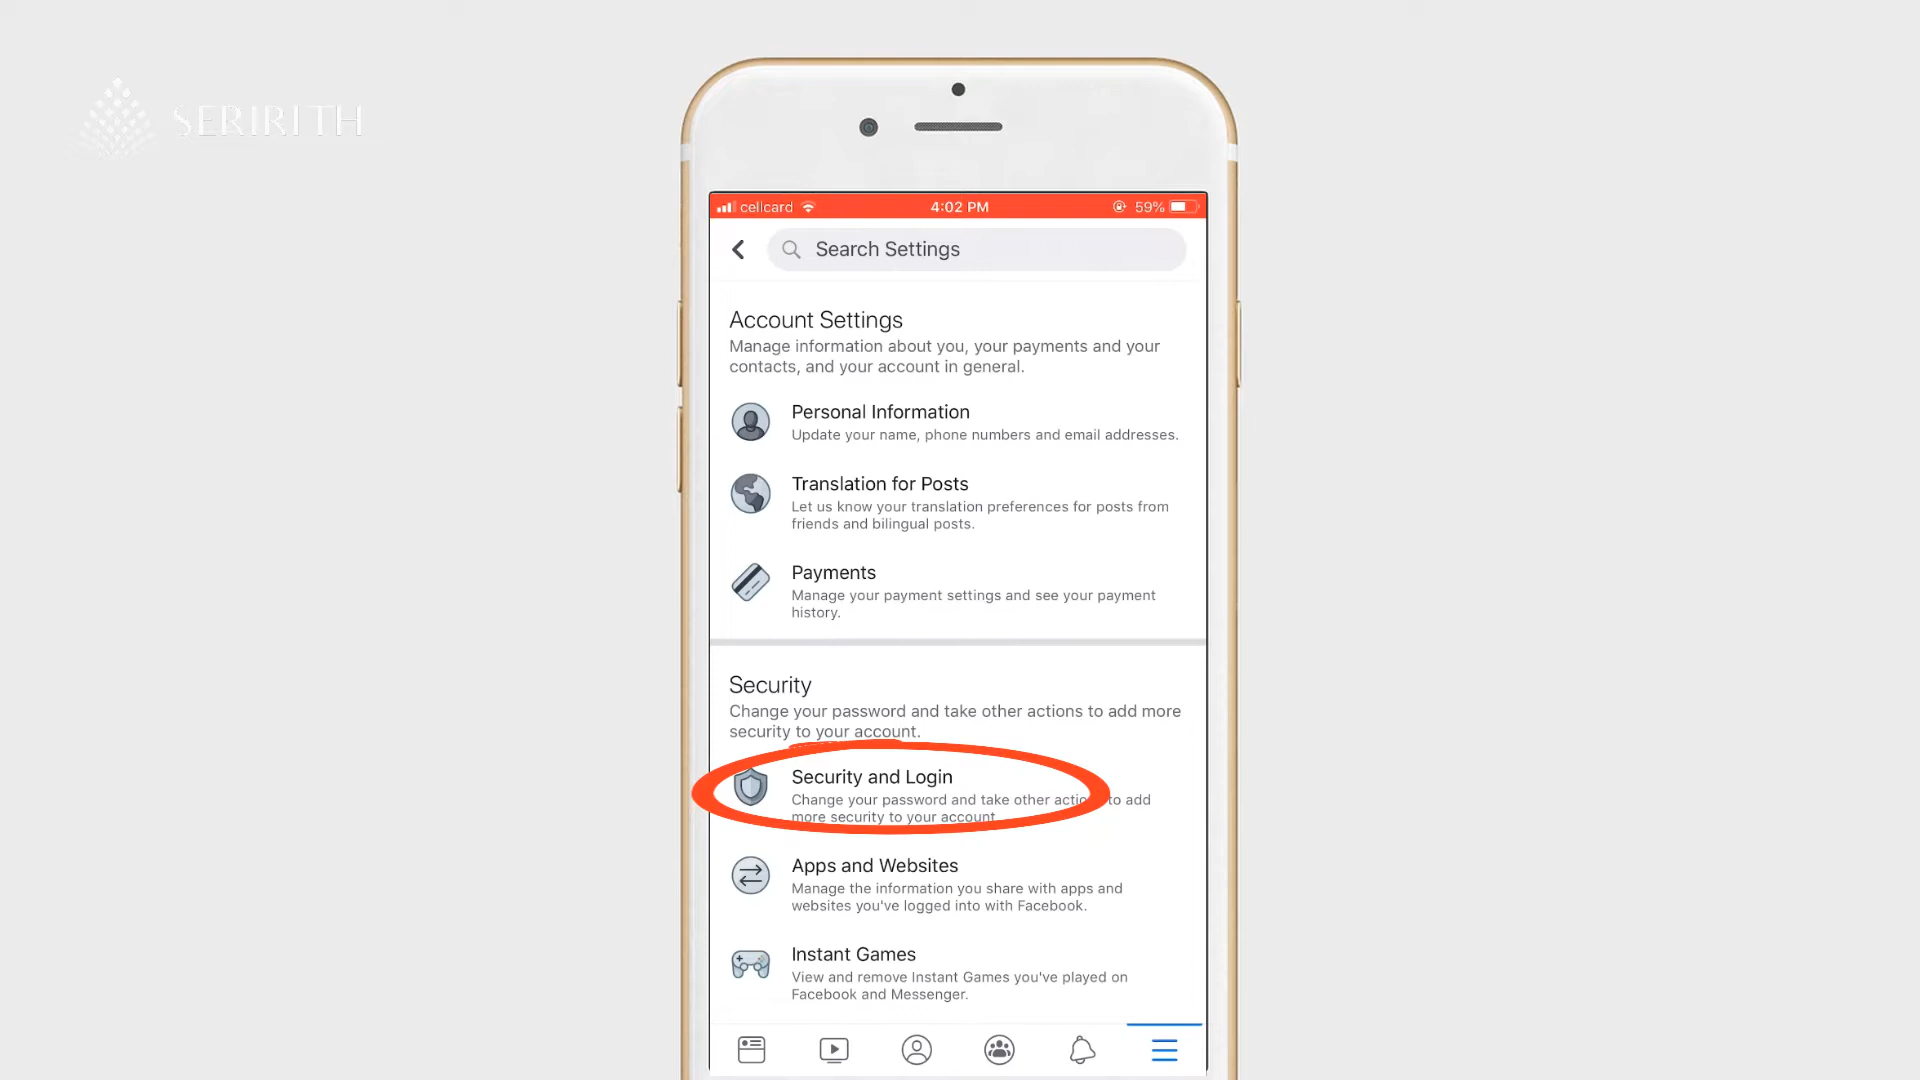 SERIRITH
cellcard 4:02 PM 59%
Search Settings
Account Settings
Manage information about you, your payments and your
contacts, and your account in general.
Personal Information
Update your name, phone numbers and email addresses.
Translation for Posts
Let us know your translation preferences for posts from
friends and bilingual posts.
Payments
Manage your payment settings and see your payment
history.
Security
Change your password and take other actions to add more
security to your account.
Security and Login
Change your password and take other to add
more security to your account
Apps and Websites
Manage the information you share with apps and
websites you've logged into with Facebook.
Instant Games
View and remove Instant Games you've played on
Facebook and Messenger.